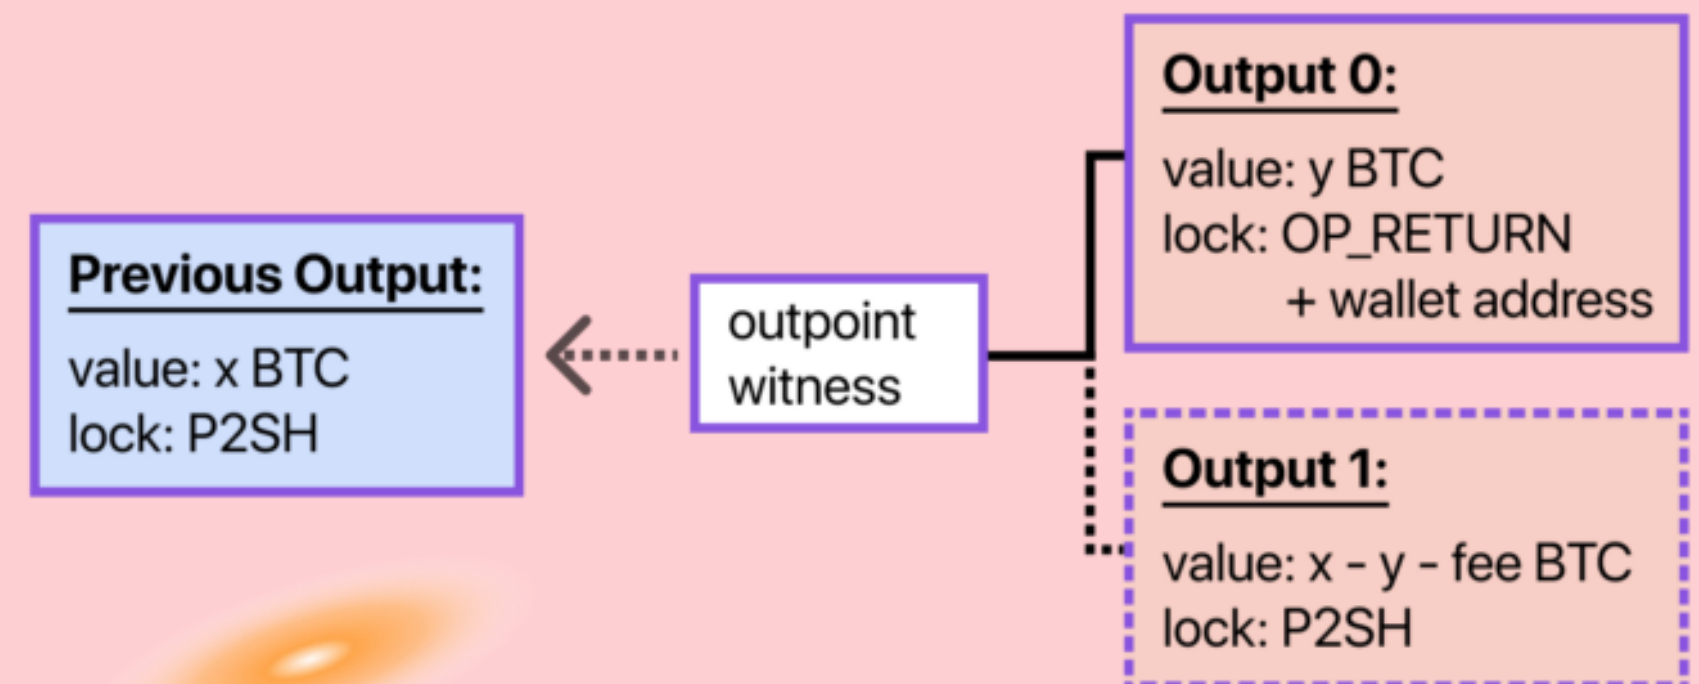 Previous Output:
value: x BTC
lock: P2SH
outpoint
witness
Output 0:
value: y BTC
lock: OP_RETURN
+ wallet address
Output 1:
value: x - y - fee BTC
lock: P2SH